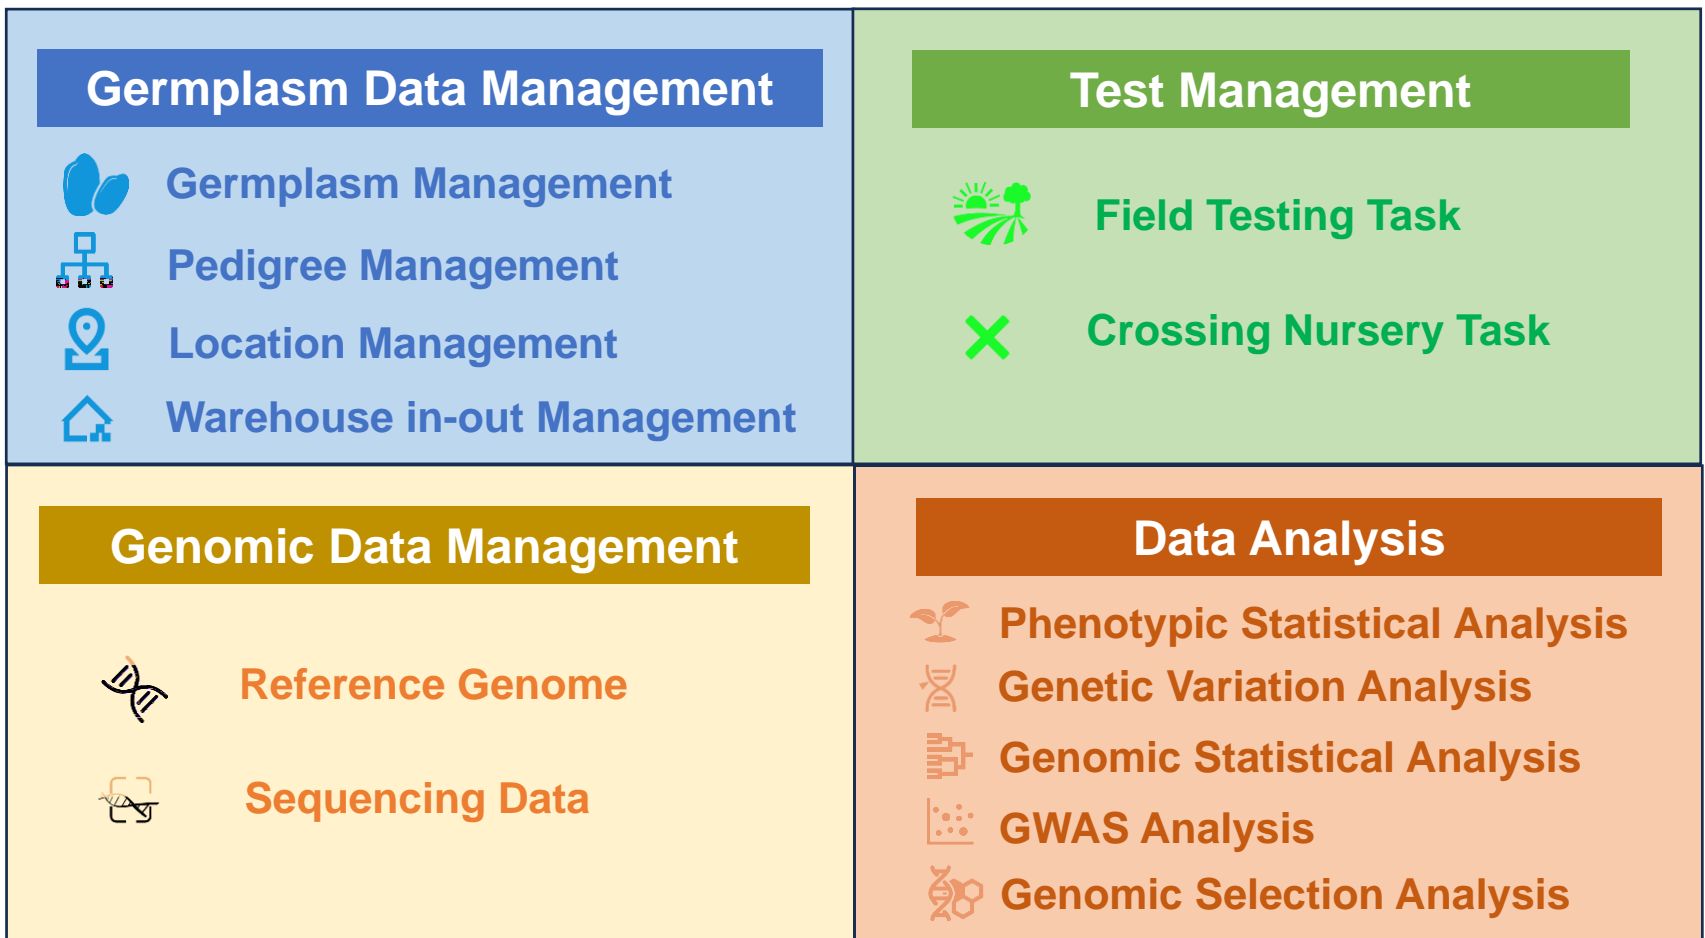 Germplasm Data Management
Germplasm Management
Pedigree Management
Location Management
Warehouse in-out Management
Test Management
Field Testing Task
Crossing Nursery Task
Genomic Data Management
Reference Genome
Sequencing Data
Data Analysis
Phenotypic Statistical Analysis
Genetic Variation Analysis
Genomic Statistical Analysis
GWAS Analysis
Genomic Selection Analysis